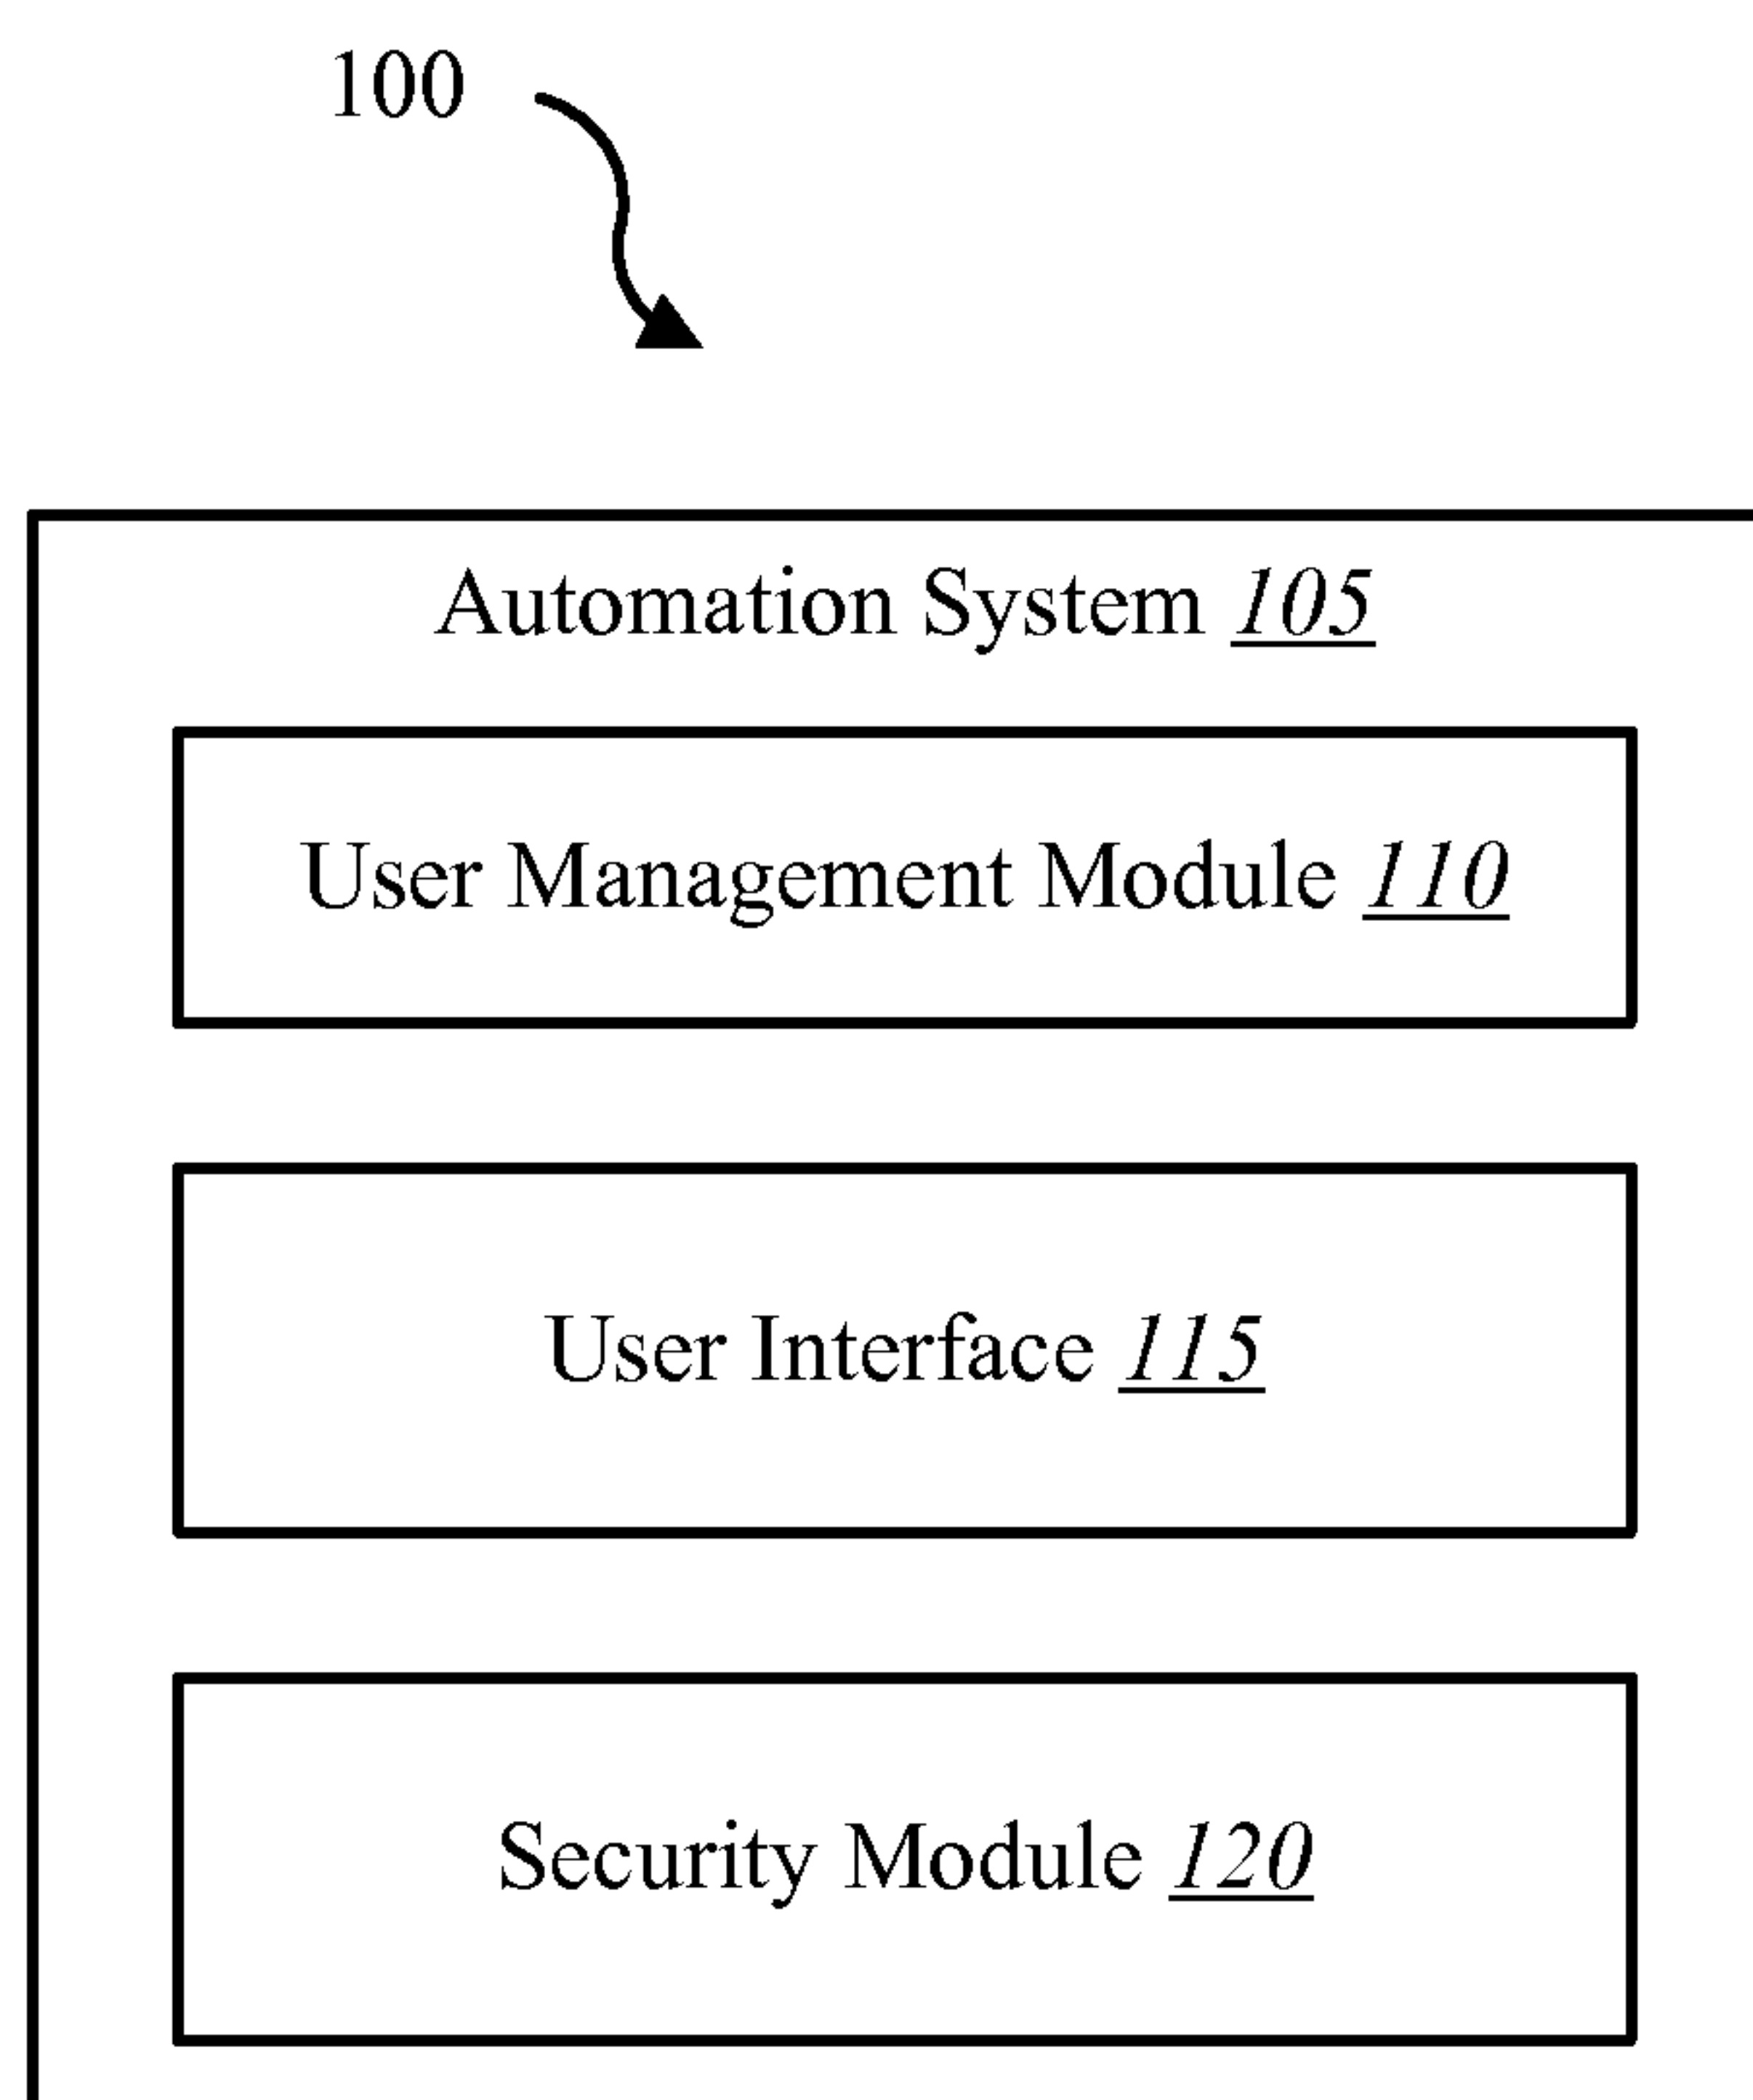 100
Automation System 105
User Management Module 110
User Interface 115
Security Module 120